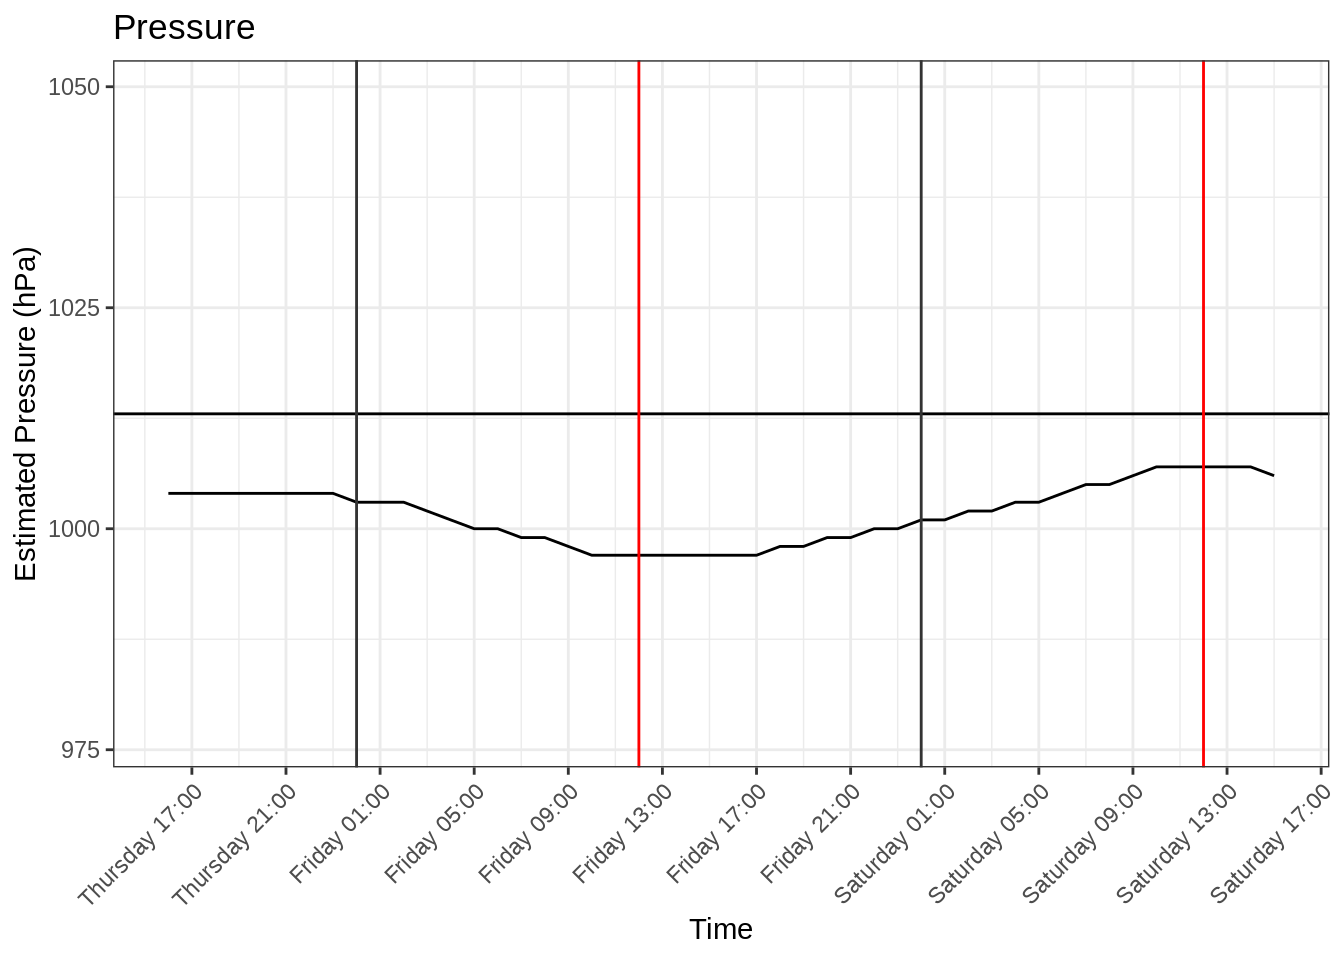 Pressure
Estimated Pressure (hPa)
1050
1025
1000
975
Thursday 17:00
Thursday 21:00
Friday 01:00
Friday 05:00
Friday 09:00
Friday 13:00
Friday 17:00
Friday 21:00
Saturday 01:00
Saturday 05:00
Saturday 09:00
Saturday 13:00
Saturday 17:00
Time